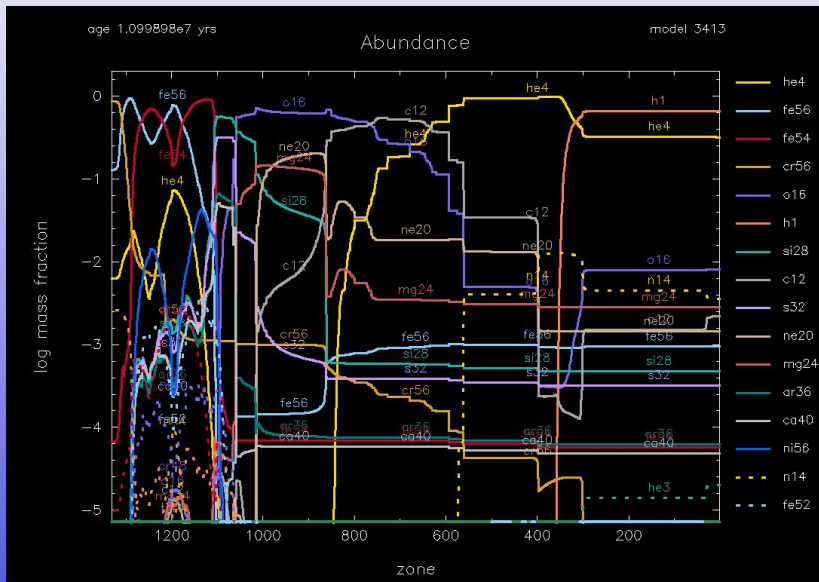 age 1.099898e7 yrs
model 3413
Abundance
log mass fraction
0
−1
−2
−3
−4
−5
1200
1000
800
600
400
200
zone
fe56
fe54
he4
o16
ne20
mg24
si28
c12
cr56
s32
fe56
ar36
ca40
c12
he4
ne20
mg24
fe56
si28
s32
cr56
ar36
ca40
he4
c12
ne20
n14
mg24
fe56
si28
s32
ar36
ca40
cr56
h1
he4
o16
n14
mg24
c12
ne20
fe56
si28
s32
ar36
ca40
he3
he4
fe56
fe54
cr56
o16
h1
si28
c12
s32
ne20
mg24
ar36
ca40
ni56
n14
fe52